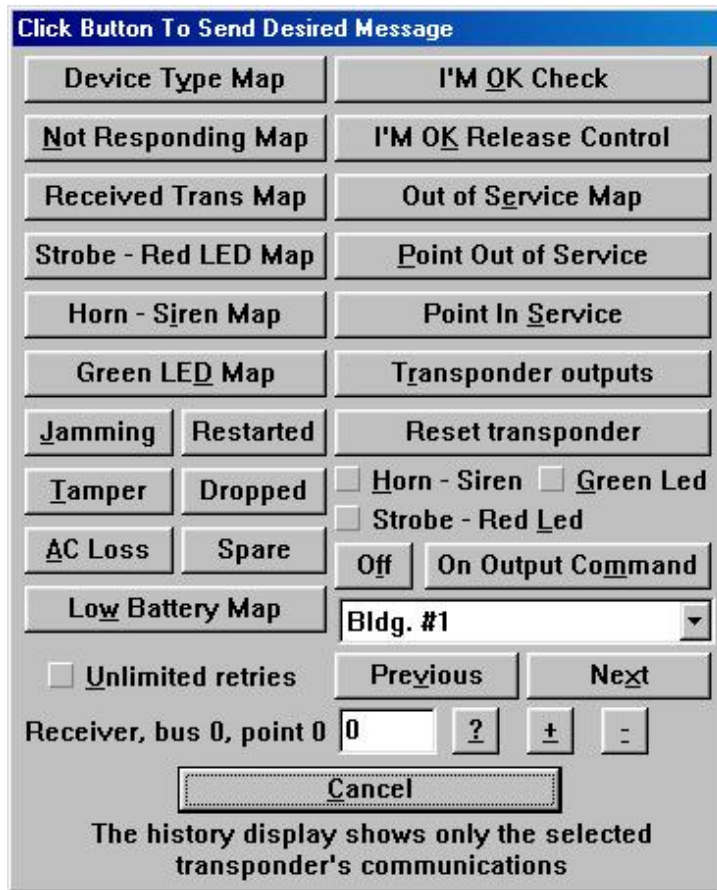 Click Button To Send Desired Message
Device Type Map
I'M OK Check
Not Responding Map
I'M OK Release Control
Received Trans Map
Out of Service Map
Strobe - Red LED Map
Point Out of Service
Horn - Siren Map
Point In Service
Green LED Map
Transponder outputs
Jamming
Restarted
Reset transponder
Tamper
Dropped
Horn - Siren
Green Led
Strobe - Red Led
AC Loss
Spare
Off
On Output Command
Low Battery Map
Bldg. #1
Unlimited retries
Previous
Next
Receiver, bus 0, point 0
0
?
+
-
Cancel
The history display shows only the selected
transponder's communications